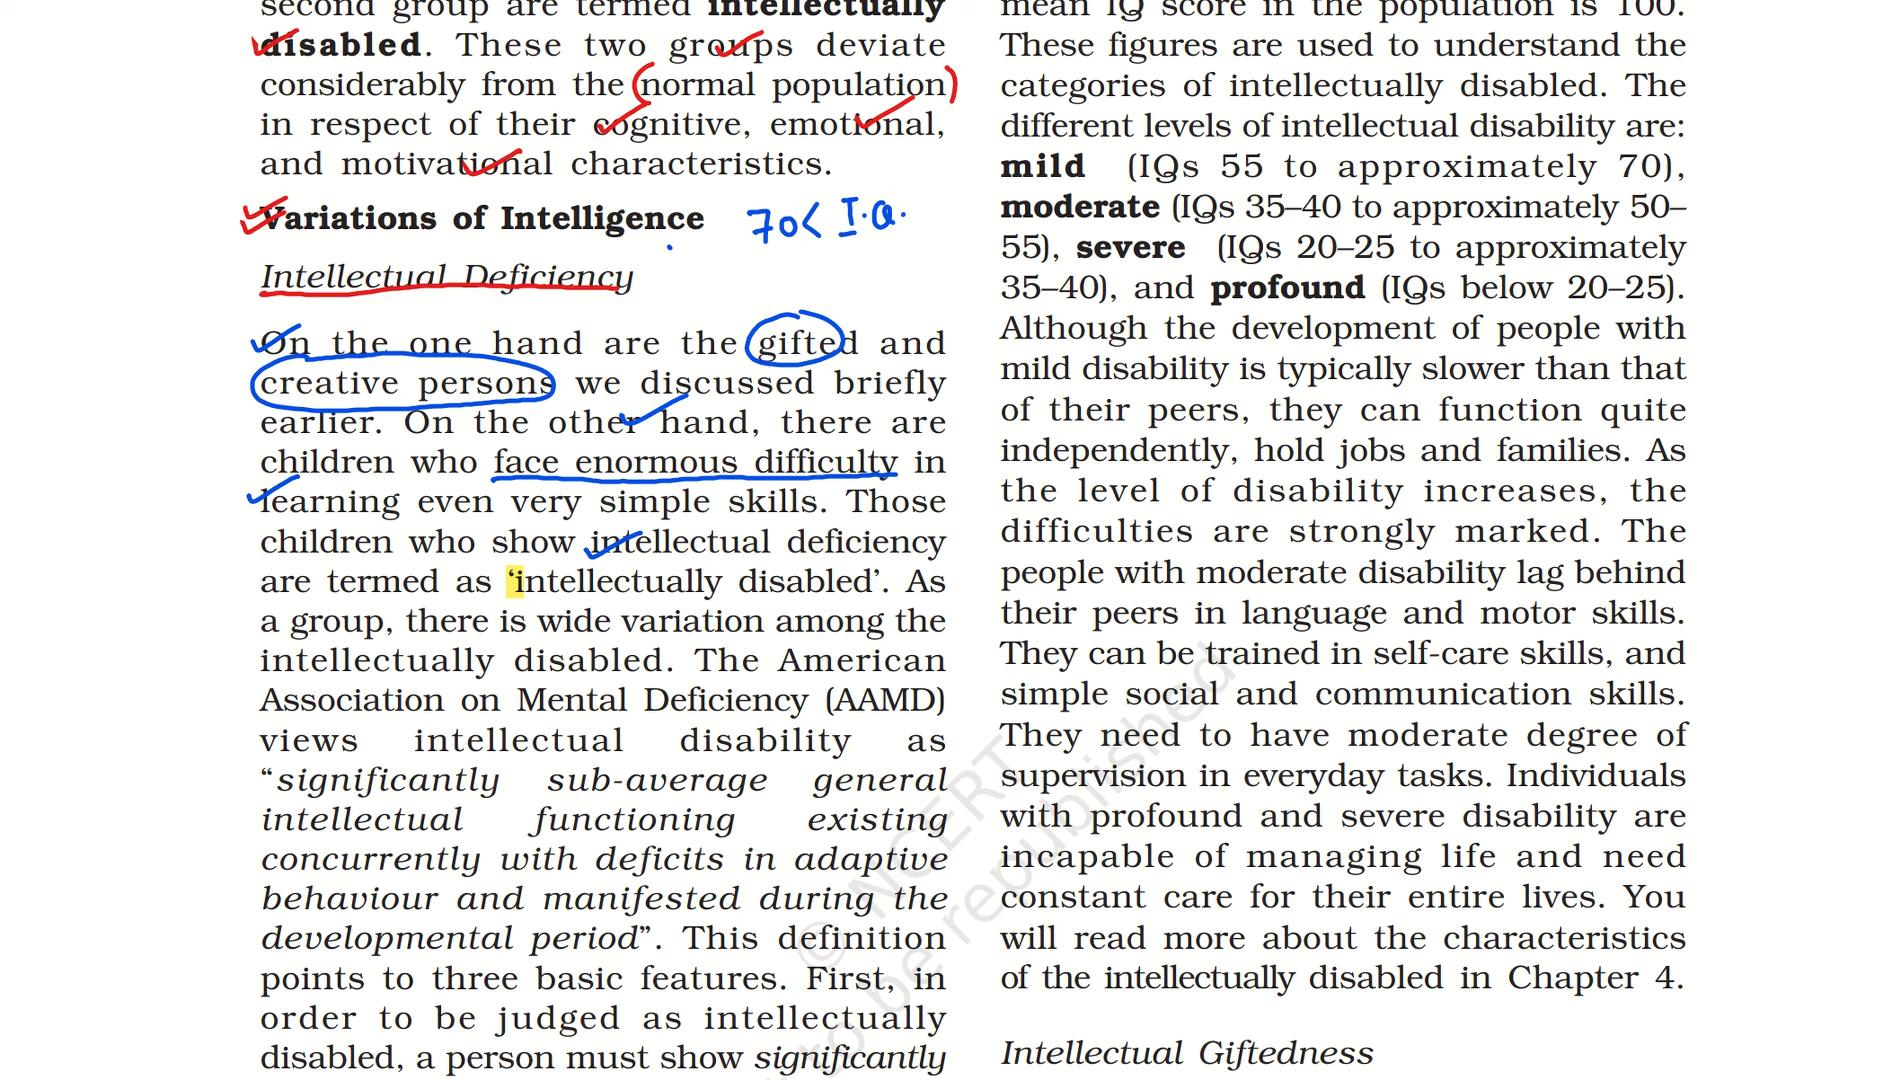 second group are termed intellectually
disabled. These two groups deviate
considerably from the normal population
in respect of their cognitive, emotional,
and motivational characteristics.
Variations of Intelligence 70< I.Q.
Intellectual Deficiency
On the one hand are the gifted and
creative persons we discussed briefly
earlier. On the other hand, there are
children who face enormous difficulty in
learning even very simple skills. Those
children who show intellectual deficiency
are termed as ‘intellectually disabled’. As
a group, there is wide variation among the
intellectually disabled. The American
Association on Mental Deficiency (AAMD)
views intellectual disability as
“significantly sub-average general
intellectual functioning existing
concurrently with deficits in adaptive
behaviour and manifested during the
developmental period”. This definition
points to three basic features. First, in
order to be judged as intellectually
disabled, a person must show significantly
mean IQ score in the population is 100.
These figures are used to understand the
categories of intellectually disabled. The
different levels of intellectual disability are:
mild (IQs 55 to approximately 70),
moderate (IQs 35–40 to approximately 50–
55), severe (IQs 20–25 to approximately
35–40), and profound (IQs below 20–25).
Although the development of people with
mild disability is typically slower than that
of their peers, they can function quite
independently, hold jobs and families. As
the level of disability increases, the
difficulties are strongly marked. The
people with moderate disability lag behind
their peers in language and motor skills.
They can be trained in self-care skills, and
simple social and communication skills.
They need to have moderate degree of
supervision in everyday tasks. Individuals
with profound and severe disability are
incapable of managing life and need
constant care for their entire lives. You
will read more about the characteristics
of the intellectually disabled in Chapter 4.
Intellectual Giftedness
© NCERT
to be republished